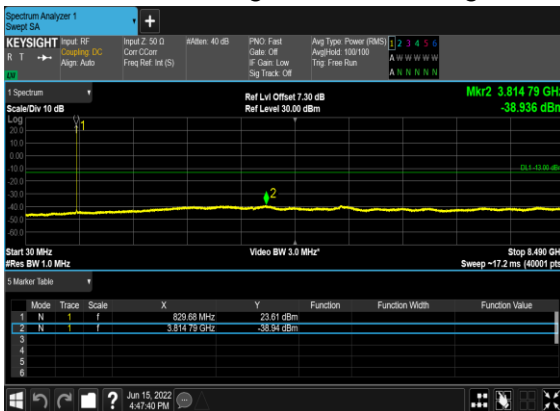 Spectrum Analyzer 1
Swept SA
+
KEYSIGHT
R T
LV
Input: RF
Coupling: DC
Align: Auto
Input Z: 50 Ω
Corr CCorr
Freq Ref: Int (S)
#Atten: 40 dB
PNO: Fast
Gate: Off
IF Gain: Low
Sig Track: Off
Avg Type: Power (RMS)
Avg|Hold: 100/100
Trig: Free Run
1 2 3 4 5 6
A W W W W W
A N N N N N
1 Spectrum
Scale/Div 10 dB
Ref Lvl Offset 7.30 dB
Ref Level 30.00 dBm
Mkr2 3.814 79 GHz
-38.936 dBm
Log
20.0
10.0
0.00
-10.0
-20.0
-30.0
-40.0
-50.0
-60.0
1
2
DL1 -13.00 dBm
Start 30 MHz
#Res BW 1.0 MHz
Video BW 3.0 MHz*
Stop 8.490 GHz
Sweep ~17.2 ms (40001 pts)
5 Marker Table
Mode Trace Scale X Y Function Function Width Function Value
1 N 1 f 829.68 MHz 23.61 dBm
2 N 1 f 3.814 79 GHz -38.94 dBm
3
4
5
6
?
Jun 15, 2022
4:47:40 PM